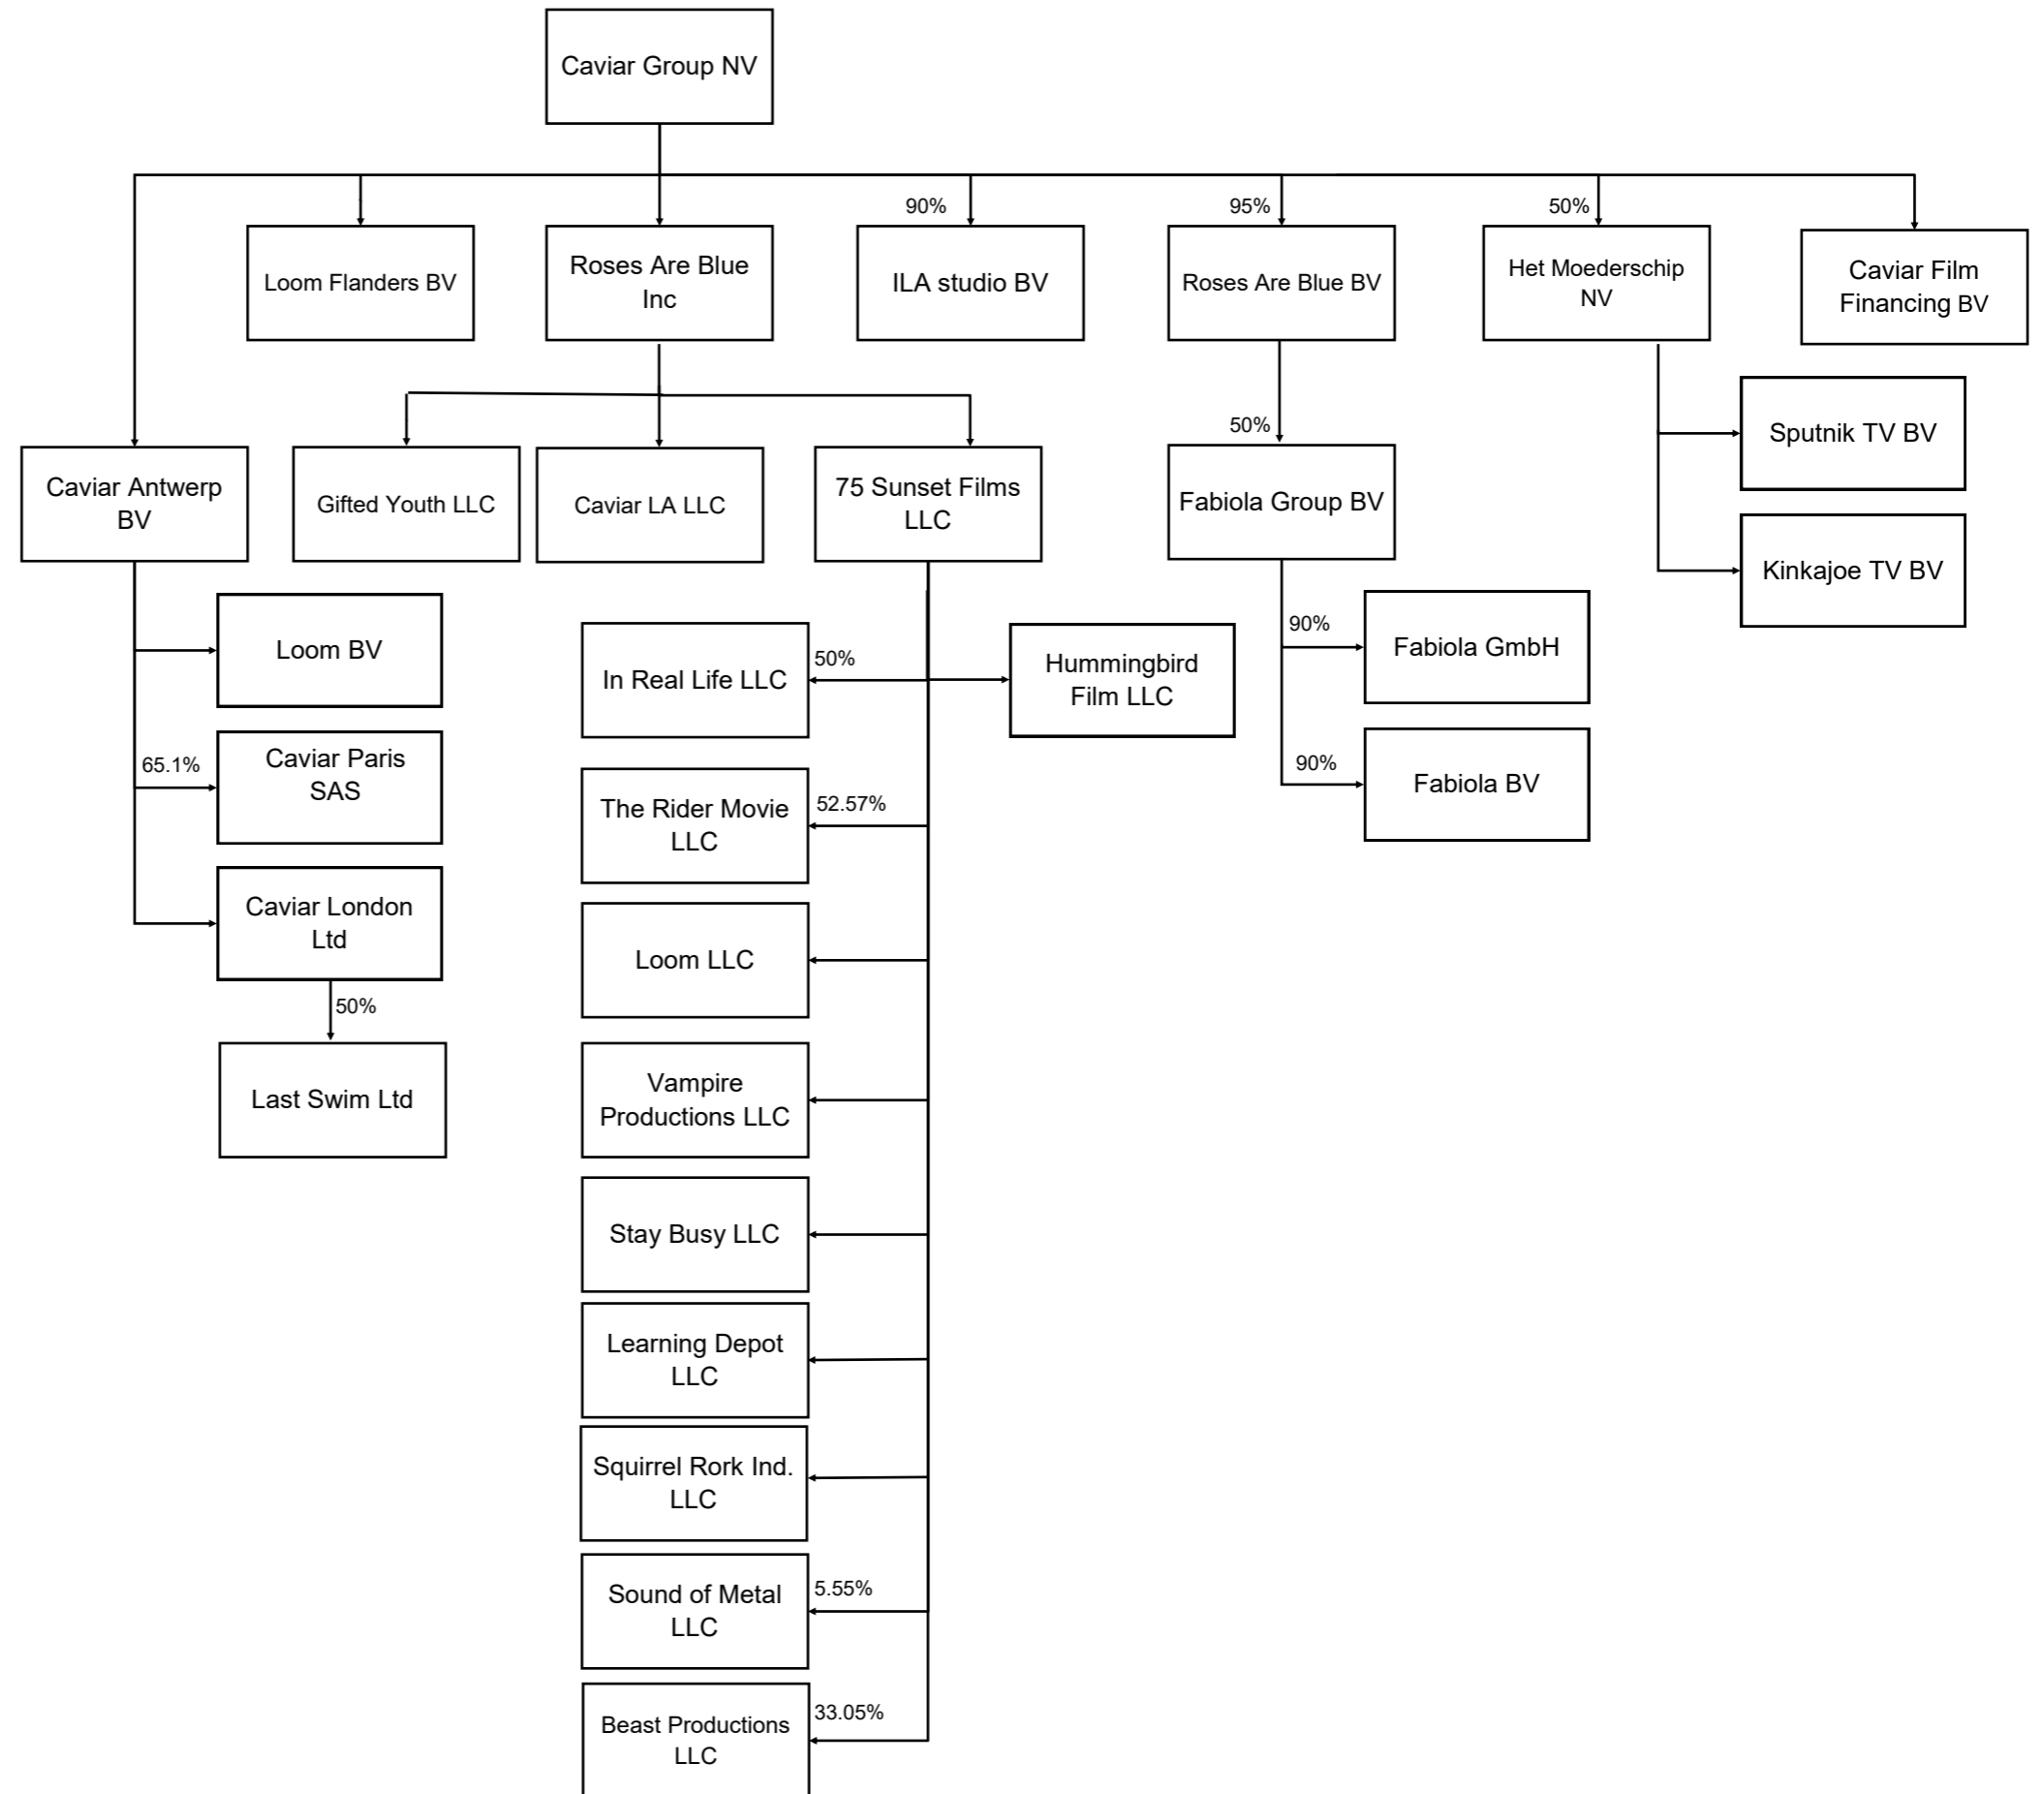 Caviar Group NV
90%
95%
50%
Loom Flanders BV
Roses Are Blue
Inc
ILA studio BV
Roses Are Blue BV
Het Moederschip
NV
Caviar Film
Financing BV
50%
Sputnik TV BV
Caviar Antwerp
BV
Gifted Youth LLC
Caviar LA LLC
75 Sunset Films
LLC
Fabiola Group BV
Kinkajoe TV BV
Loom BV
In Real Life LLC
50%
Hummingbird
Film LLC
90%
Fabiola GmbH
65.1%
Caviar Paris
SAS
The Rider Movie
LLC
52.57%
90%
Fabiola BV
Caviar London
Ltd
Loom LLC
50%
Last Swim Ltd
Vampire
Productions LLC
Stay Busy LLC
Learning Depot
LLC
Squirrel Rork Ind.
LLC
Sound of Metal
LLC
5.55%
Beast Productions
LLC
33.05%